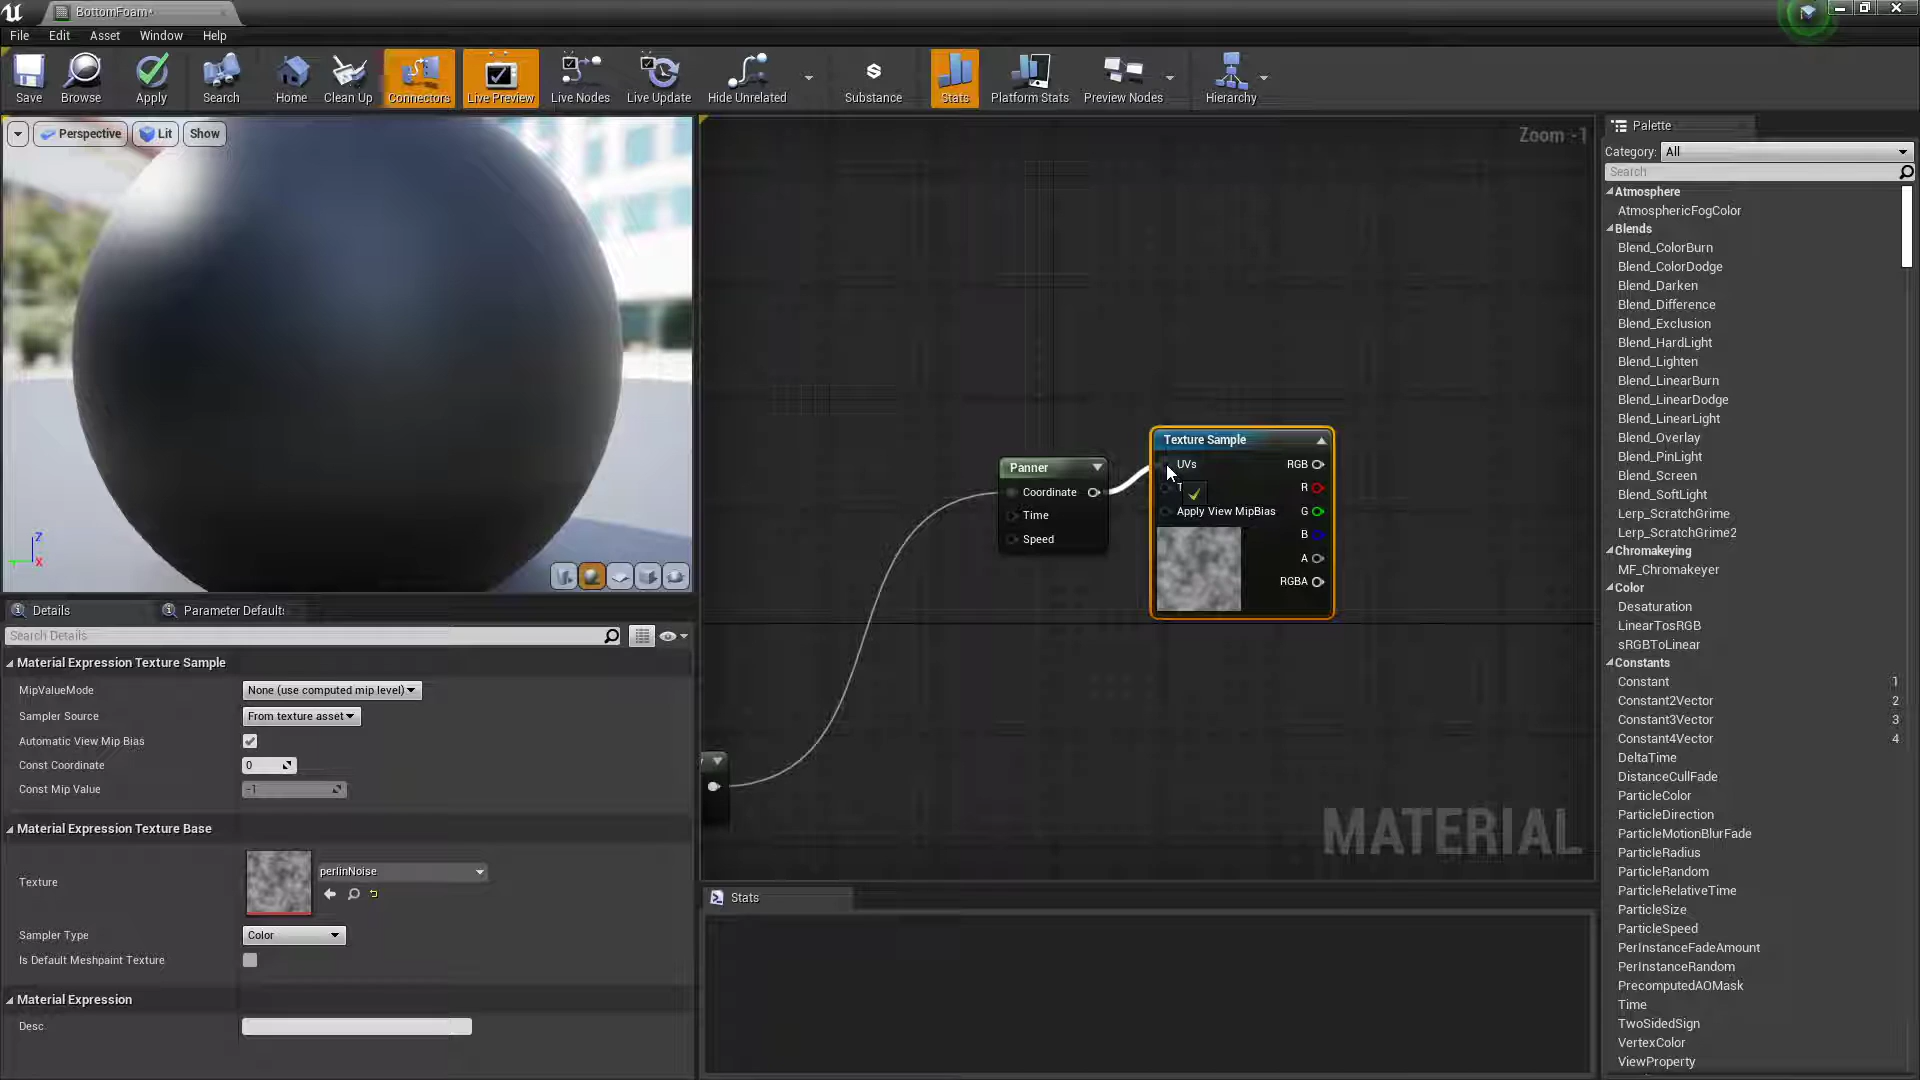 BottomFoam*
File Edit Asset Window Help
Save Browse Apply Search Home Clean Up Connectors Live Preview Live Nodes Live Update Hide Unrelated Substance Stats Platform Stats Preview Nodes Hierarchy
Perspective Lit Show
Zoom -1
Z
X
Panner
Coordinate
Time
Speed
Texture Sample
UVs RGB
R
Apply View MipBias G
B
A
RGBA
MATERIAL
Details Parameter Defaults
Search Details
Material Expression Texture Sample
MipValueMode None (use computed mip level)
Sampler Source From texture asset
Automatic View Mip Bias
Const Coordinate 0
Const Mip Value -1
Material Expression Texture Base
Texture perlinNoise
Sampler Type Color
Is Default Meshpaint Texture
Material Expression
Desc
Stats
Palette
Category: All
Search
Atmosphere
AtmosphericFogColor
Blends
Blend_ColorBurn
Blend_ColorDodge
Blend_Darken
Blend_Difference
Blend_Exclusion
Blend_HardLight
Blend_Lighten
Blend_LinearBurn
Blend_LinearDodge
Blend_LinearLight
Blend_Overlay
Blend_PinLight
Blend_Screen
Blend_SoftLight
Lerp_ScratchGrime
Lerp_ScratchGrime2
Chromakeying
MF_Chromakeyer
Color
Desaturation
LinearTosRGB
sRGBToLinear
Constants
Constant 1
Constant2Vector 2
Constant3Vector 3
Constant4Vector 4
DeltaTime
DistanceCullFade
ParticleColor
ParticleDirection
ParticleMotionBlurFade
ParticleRadius
ParticleRandom
ParticleRelativeTime
ParticleSize
ParticleSpeed
PerInstanceFadeAmount
PerInstanceRandom
PrecomputedAOMask
Time
TwoSidedSign
VertexColor
ViewProperty